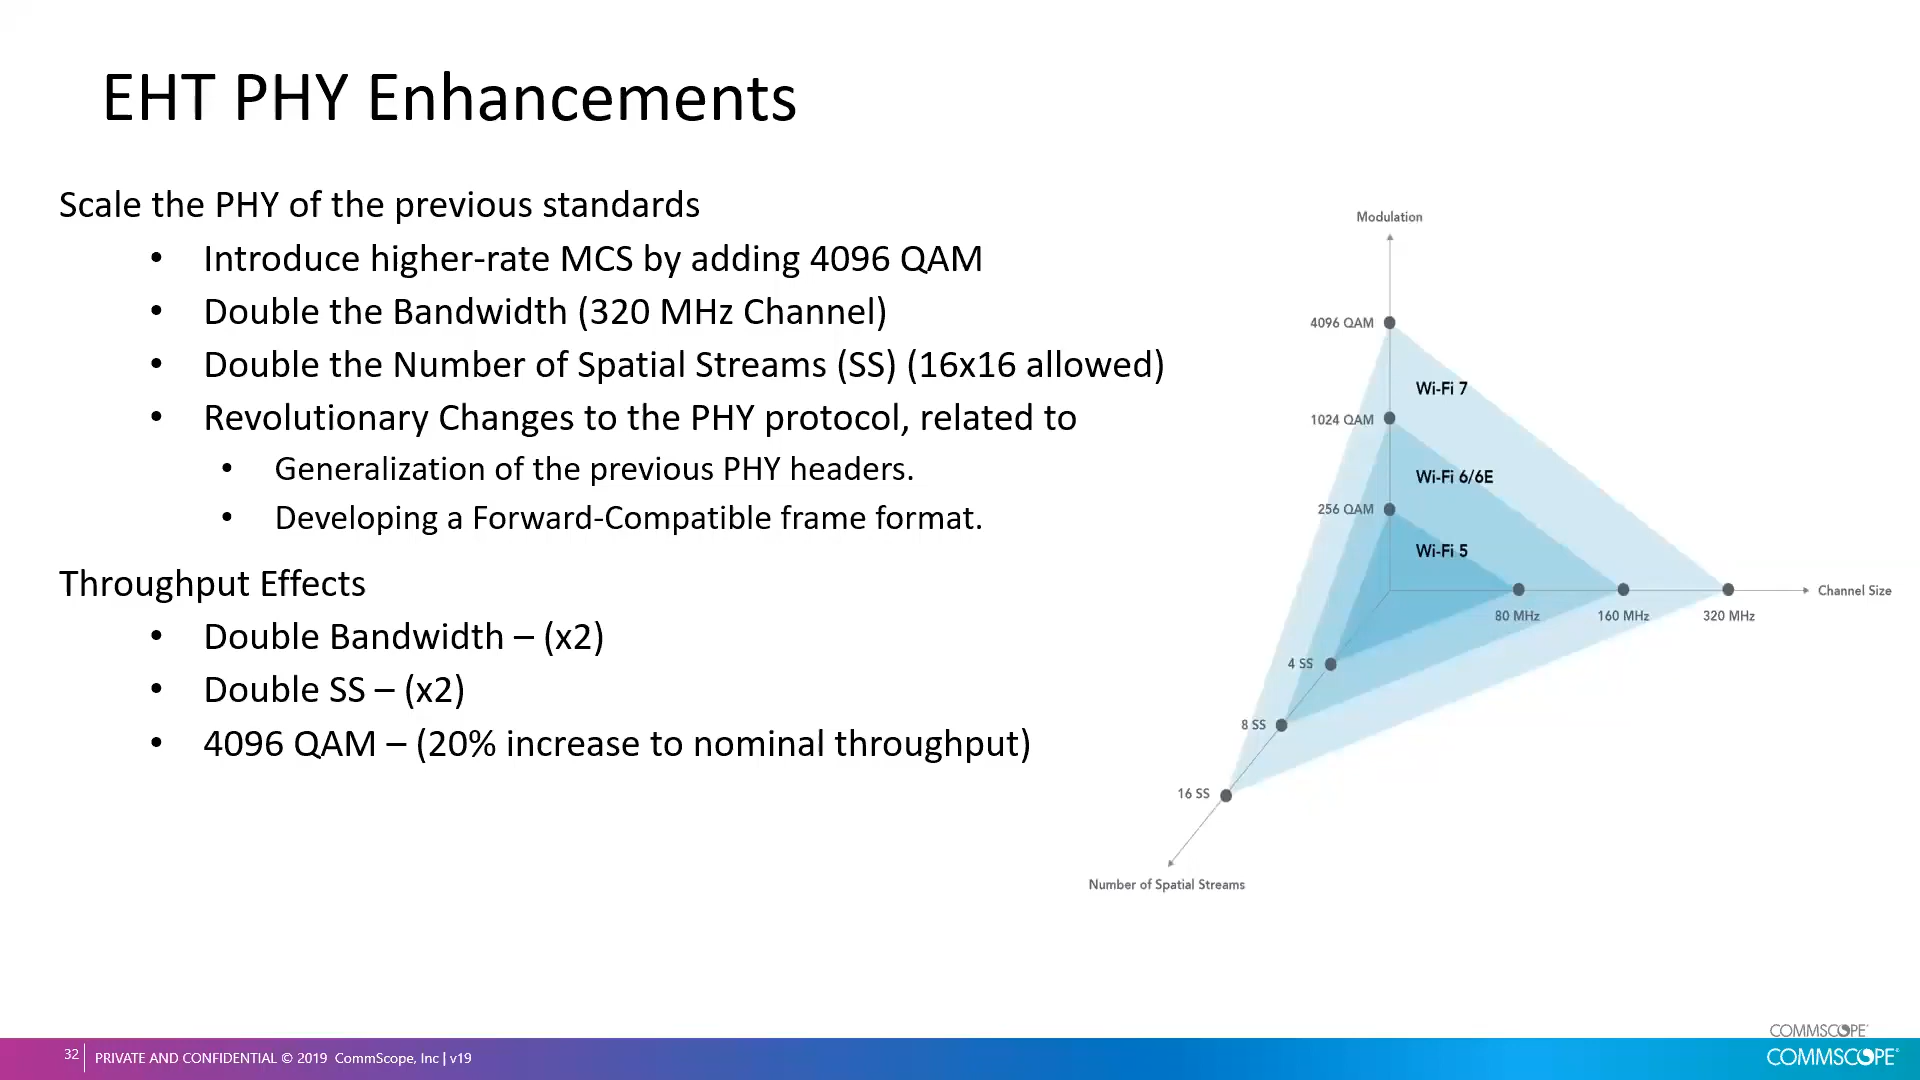 EHT PHY Enhancements
Scale the PHY of the previous standards
• Introduce higher-rate MCS by adding 4096 QAM
• Double the Bandwidth (320 MHz Channel)
• Double the Number of Spatial Streams (SS) (16x16 allowed)
• Revolutionary Changes to the PHY protocol, related to
• Generalization of the previous PHY headers.
• Developing a Forward-Compatible frame format.
Throughput Effects
• Double Bandwidth – (x2)
• Double SS – (x2)
• 4096 QAM – (20% increase to nominal throughput)
Modulation
4096 QAM
Wi-Fi 7
1024 QAM
Wi-Fi 6/6E
256 QAM
Wi-Fi 5
Channel Size
80 MHz
160 MHz
320 MHz
4 SS
8 SS
16 SS
Number of Spatial Streams
COMMSCOPE®
32
PRIVATE AND CONFIDENTIAL © 2019 CommScope, Inc | v19
COMMSCOPE®